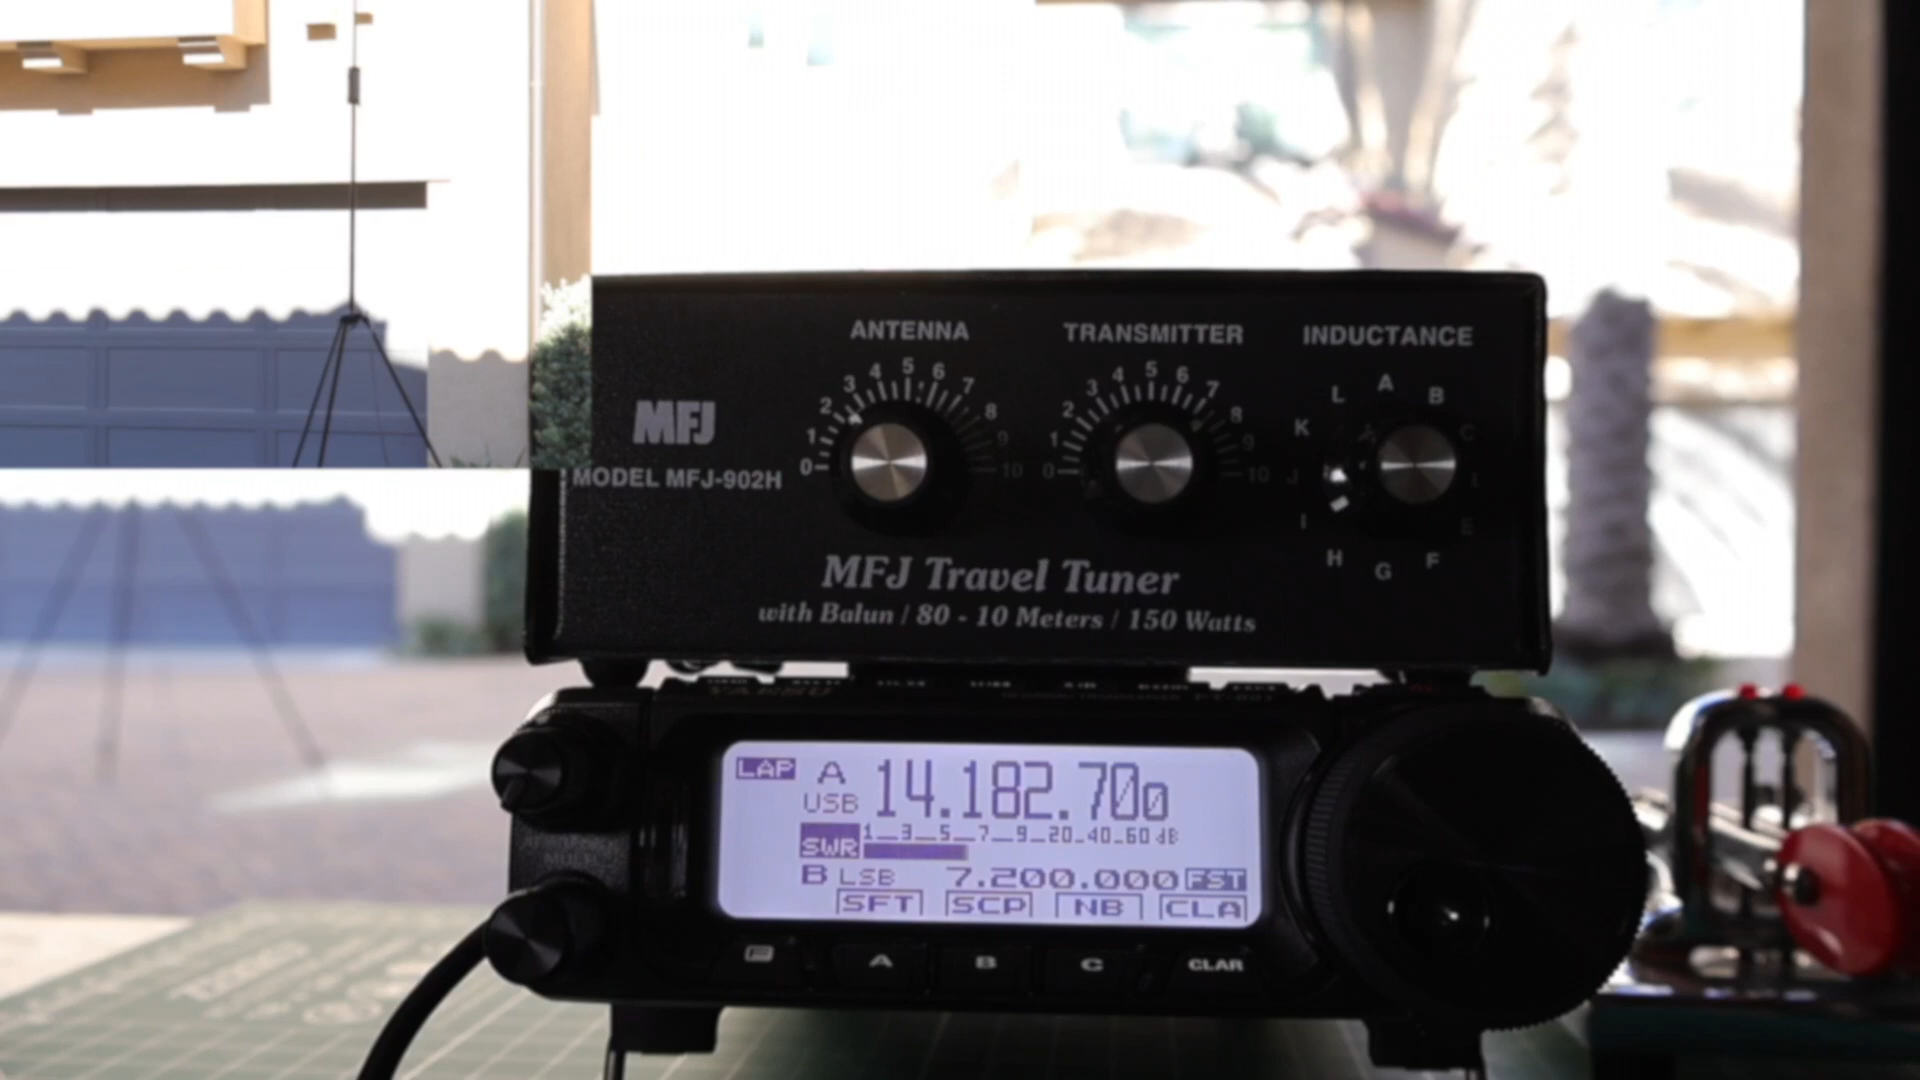 ANTENNA TRANSMITTER INDUCTANCE
0 1 2 3 4 5 6 7 8 9 10
0 1 2 3 4 5 6 7 8 9 10
A B C E F G H I J K L
MFJ
MODEL MFJ-902H
MFJ Travel Tuner
with Balun / 80 - 10 Meters / 150 Watts
YAESU
LAP A 14.182.700
USB
SWR 1 3 5 7 9 20 40 60 dB
B LSB 7.200.000 FST
SFT SCP NB CLA
F A B C CLAR